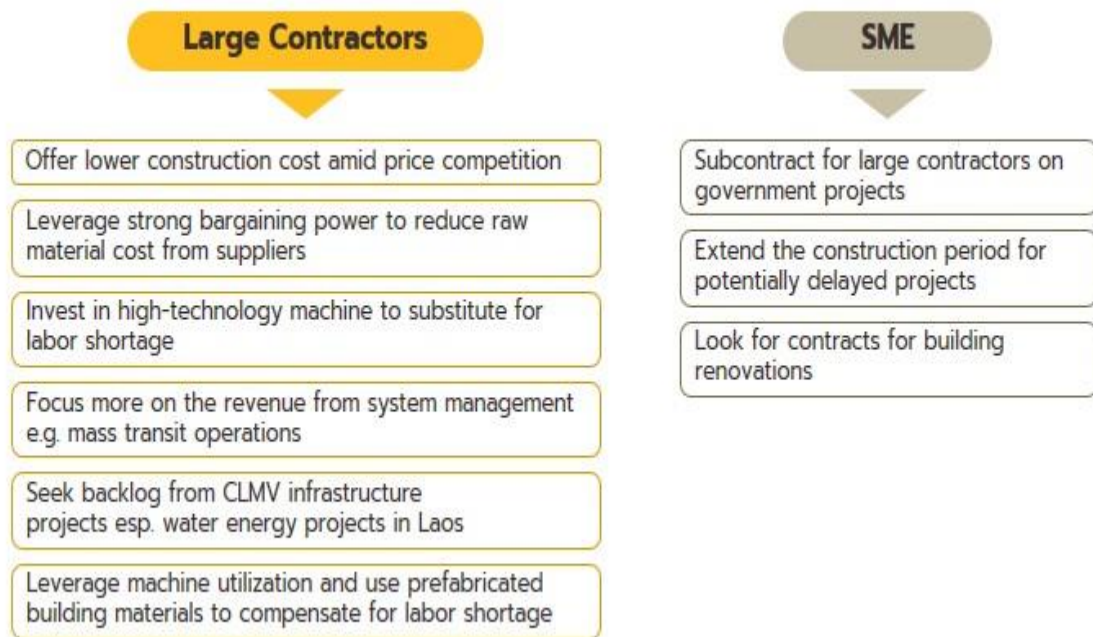 Large Contractors
Offer lower construction cost amid price competition
Leverage strong bargaining power to reduce raw
material cost from suppliers
Invest in high-technology machine to substitute for
labor shortage
Focus more on the revenue from system management
e.g. mass transit operations
Seek backlog from CLMV infrastructure
projects esp. water energy projects in Laos
Leverage machine utilization and use prefabricated
building materials to compensate for labor shortage
SME
Subcontract for large contractors on
government projects
Extend the construction period for
potentially delayed projects
Look for contracts for building
renovations